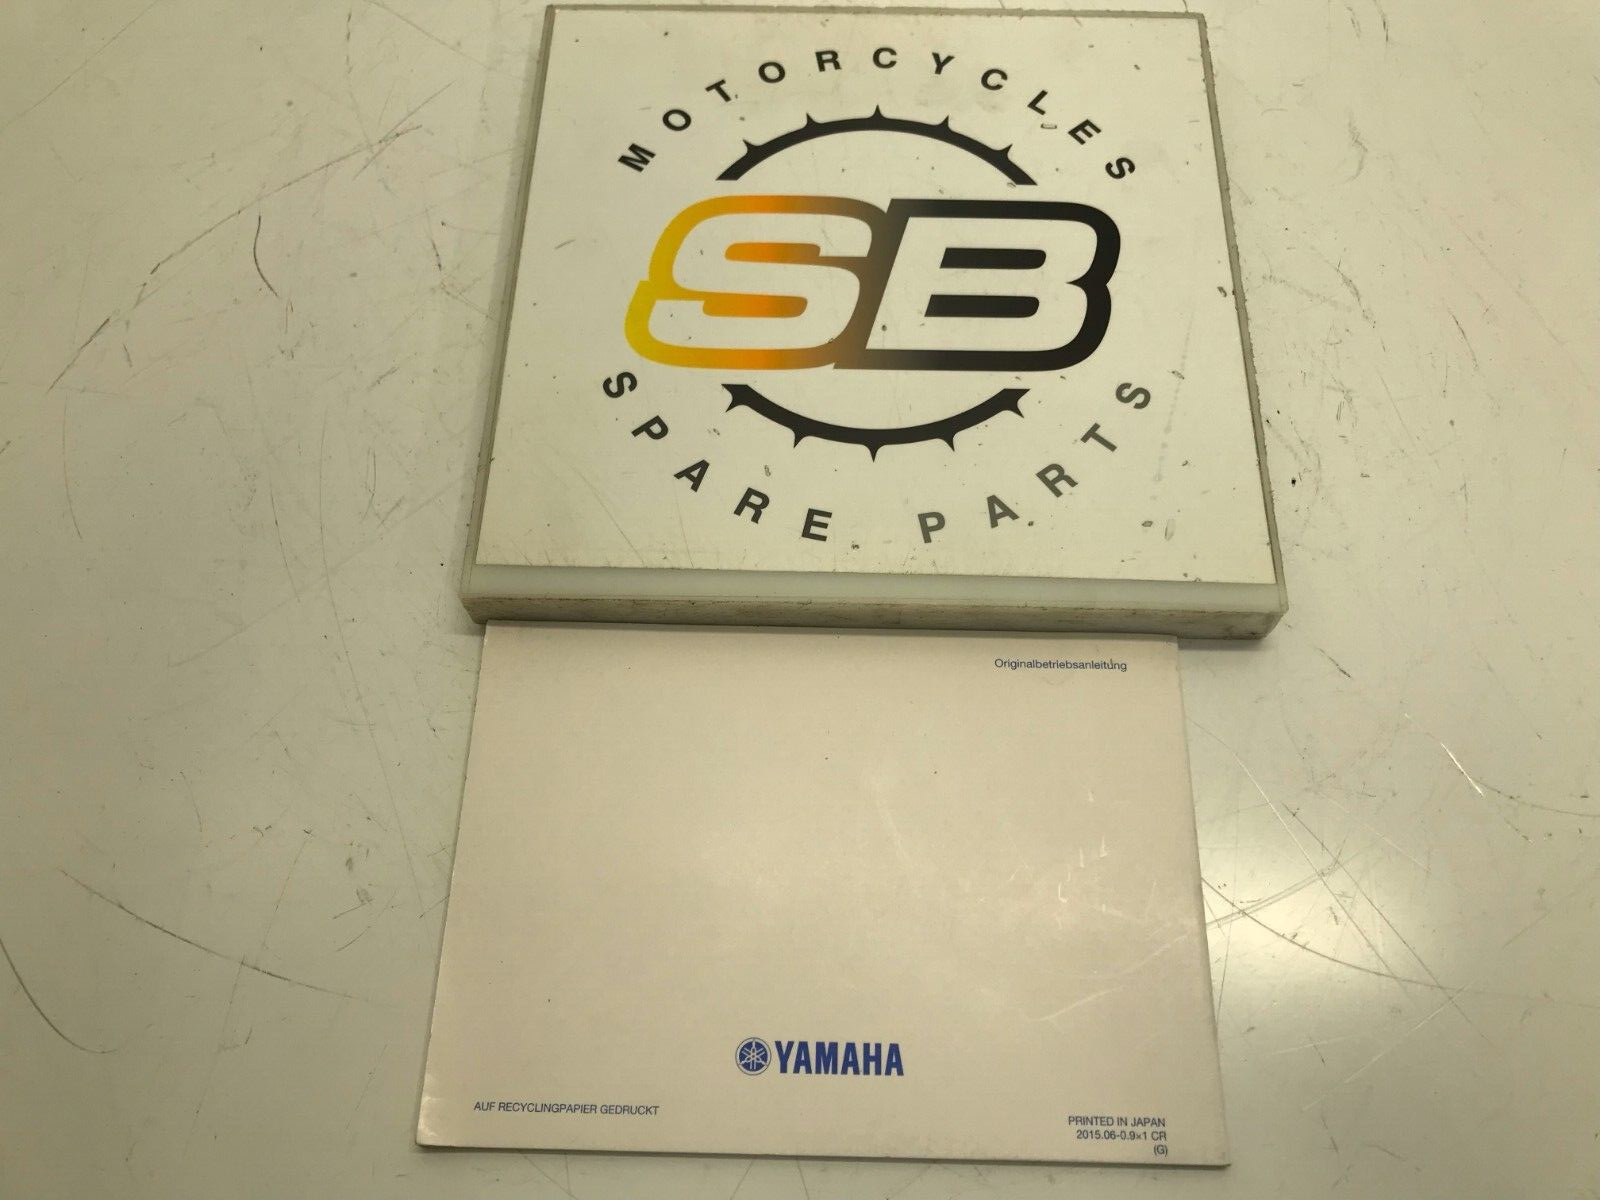 MOTORCYCLES
SB
SPARE PARTS
Originalbetriebsanleitung
YAMAHA
AUF RECYCLINGPAPIER GEDRUCKT
PRINTED IN JAPAN
2015.06-0.9×1 CR
(G)